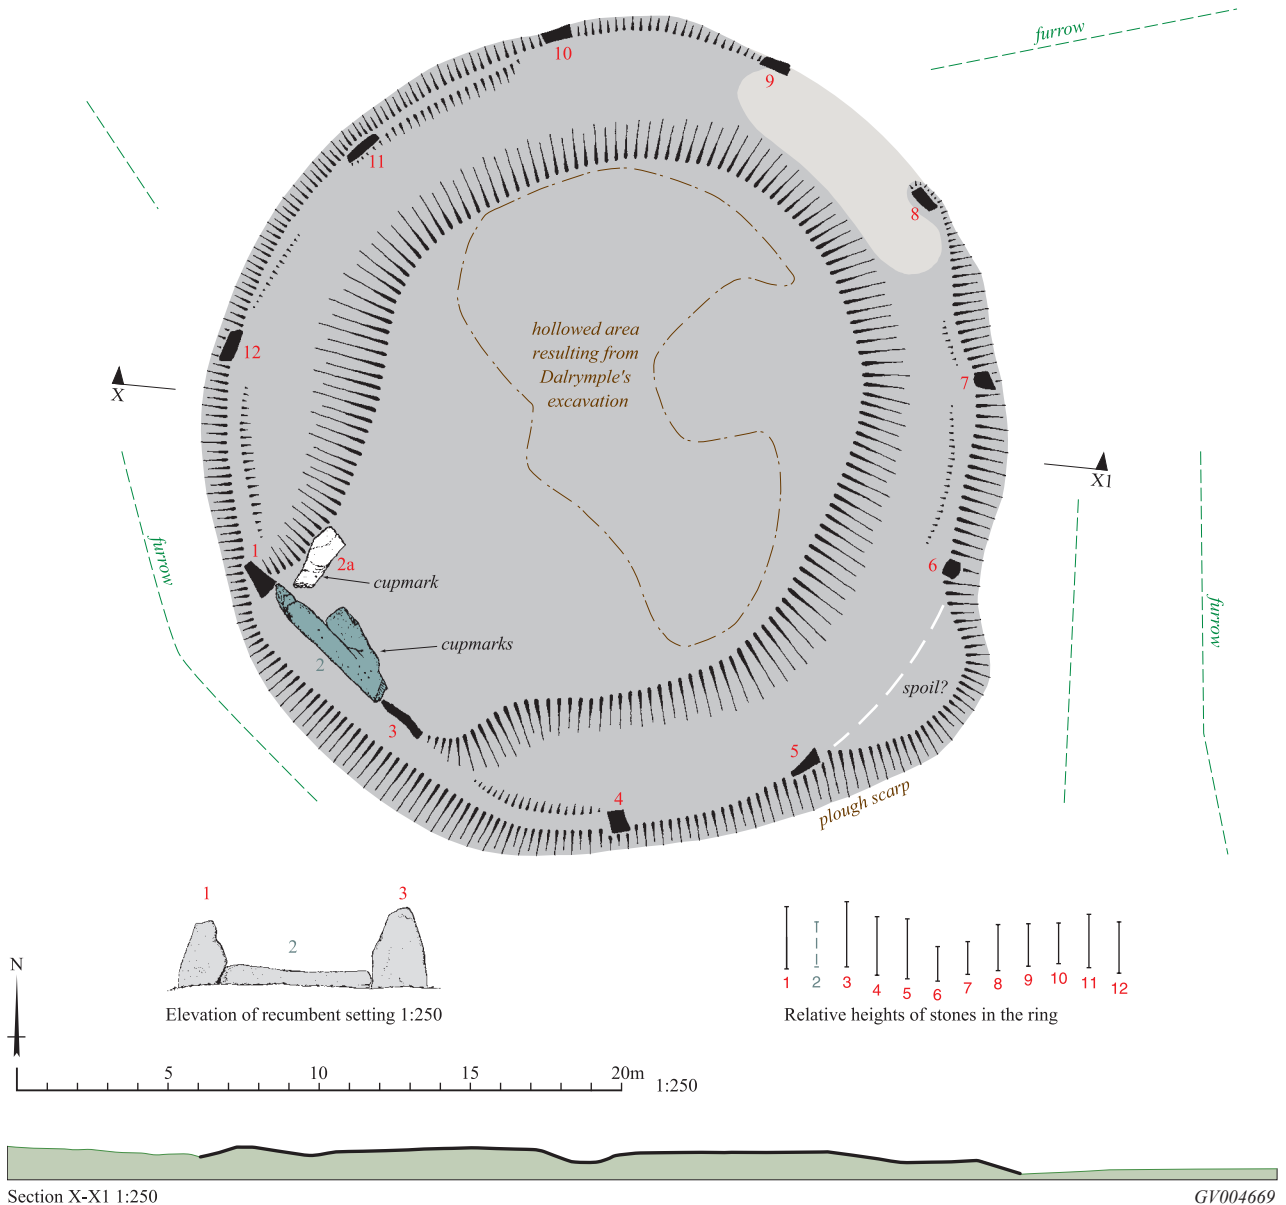 furrow
10
9
11
8
hollowed area
resulting from
Dalrymple's
excavation
12
7
X
X1
furrow
1
2a
cupmark
6
furrow
cupmarks
2
spoil?
3
5
4
plough scarp
1
3
2
N
Elevation of recumbent setting 1:250
1
2
3
4
5
6
7
8
9
10
11
12
Relative heights of stones in the ring
5
10
15
20m
1:250
Section X-X1 1:250
GV004669